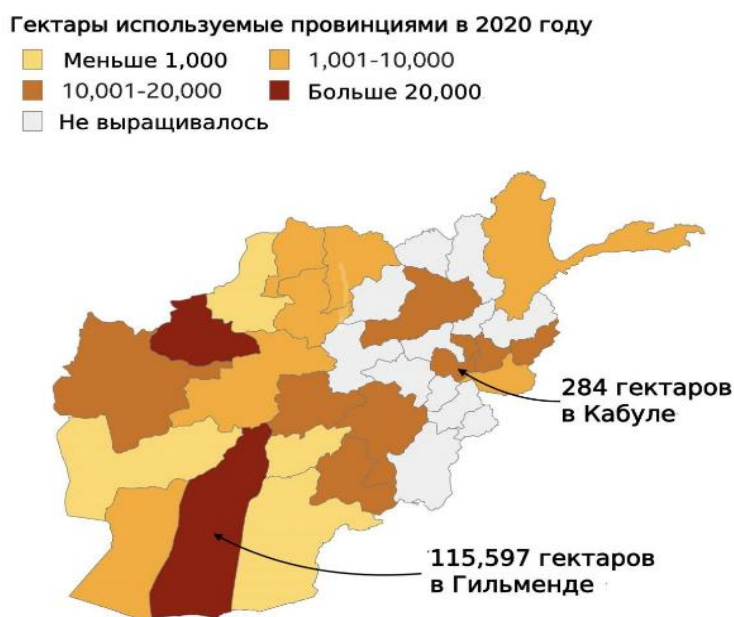 Гектары используемые провинциями в 2020 году
Меньше 1,000
1,001-10,000
10,001-20,000
Больше 20,000
Не выращивалось
284 гектаров
в Кабуле
115,597 гектаров
в Гильменде